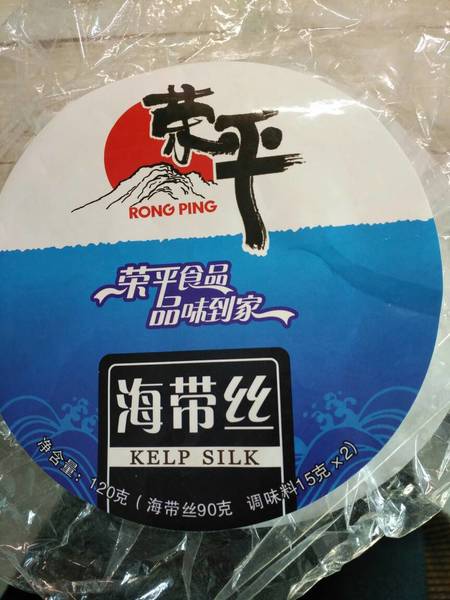 荣平
RONG PING
荣平食品
品味到家
海带丝
KELP SILK
净含量：120克（海带丝90克 调味料15克×2）